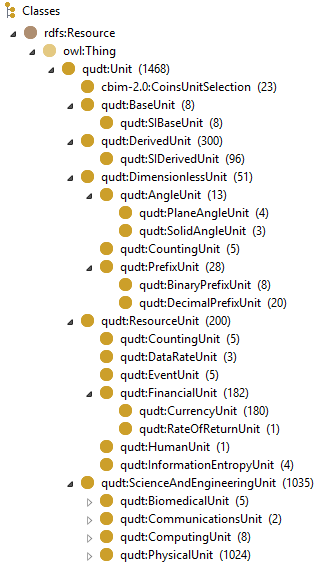 Classes
rdfs:Resource
owl:Thing
qudt:Unit (1468)
cbim-2.0:CoinsUnitSelection (23)
qudt:BaseUnit (8)
qudt:SIBaseUnit (8)
qudt:DerivedUnit (300)
qudt:SIDerivedUnit (96)
qudt:DimensionlessUnit (51)
qudt:AngleUnit (13)
qudt:PlaneAngleUnit (4)
qudt:SolidAngleUnit (3)
qudt:CountingUnit (5)
qudt:PrefixUnit (28)
qudt:BinaryPrefixUnit (8)
qudt:DecimalPrefixUnit (20)
qudt:ResourceUnit (200)
qudt:CountingUnit (5)
qudt:DataRateUnit (3)
qudt:EventUnit (5)
qudt:FinancialUnit (182)
qudt:CurrencyUnit (180)
qudt:RateOfReturnUnit (1)
qudt:HumanUnit (1)
qudt:InformationEntropyUnit (4)
qudt:ScienceAndEngineeringUnit (1035)
qudt:BiomedicalUnit (5)
qudt:CommunicationsUnit (2)
qudt:ComputingUnit (8)
qudt:PhysicalUnit (1024)